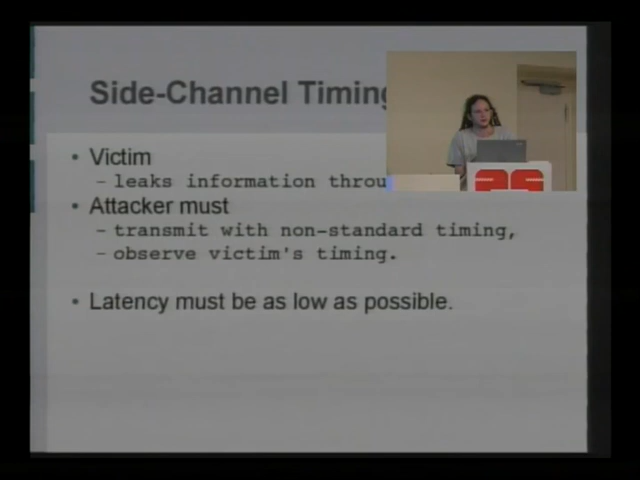 Side-Channel Timing
• Victim
– leaks information throu
• Attacker must
– transmit with non-standard timing,
– observe victim's timing.
• Latency must be as low as possible.
25